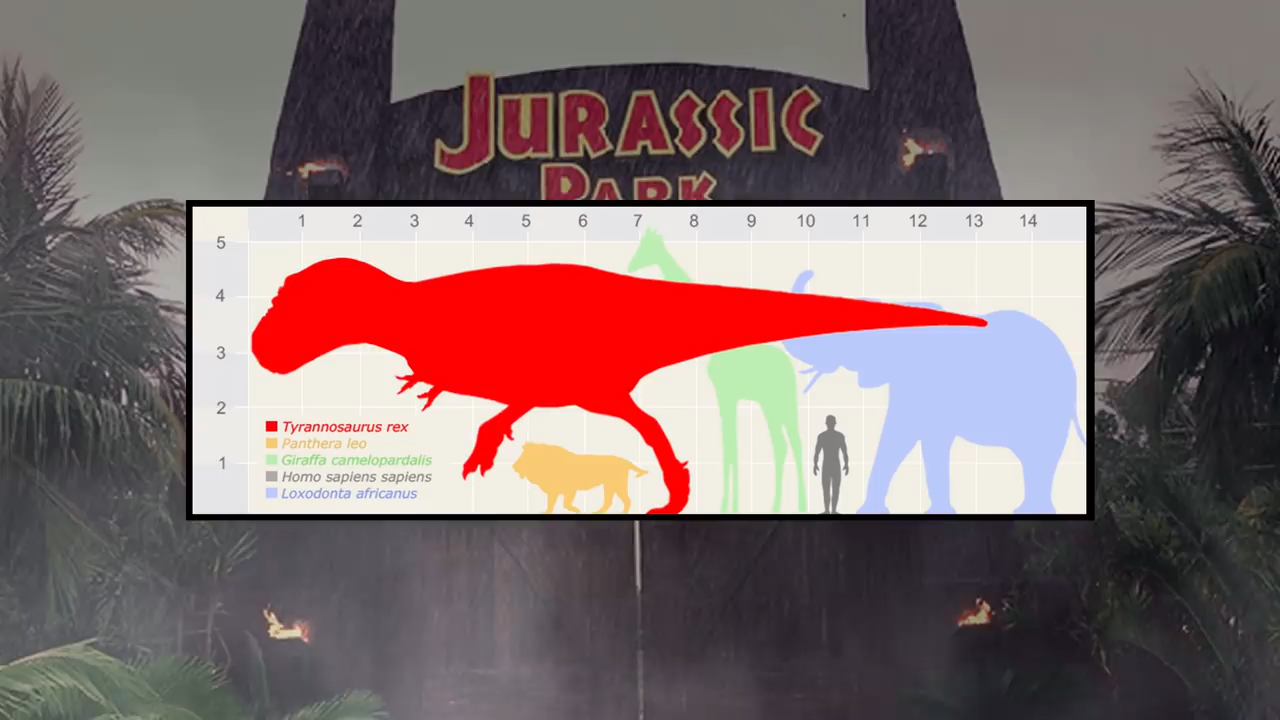 JURASSIC
PARK
1 2 3 4 5 6 7 8 9 10 11 12 13 14
5
4
3
2
1
Tyrannosaurus rex
Panthera leo
Giraffa camelopardalis
Homo sapiens sapiens
Loxodonta africanus